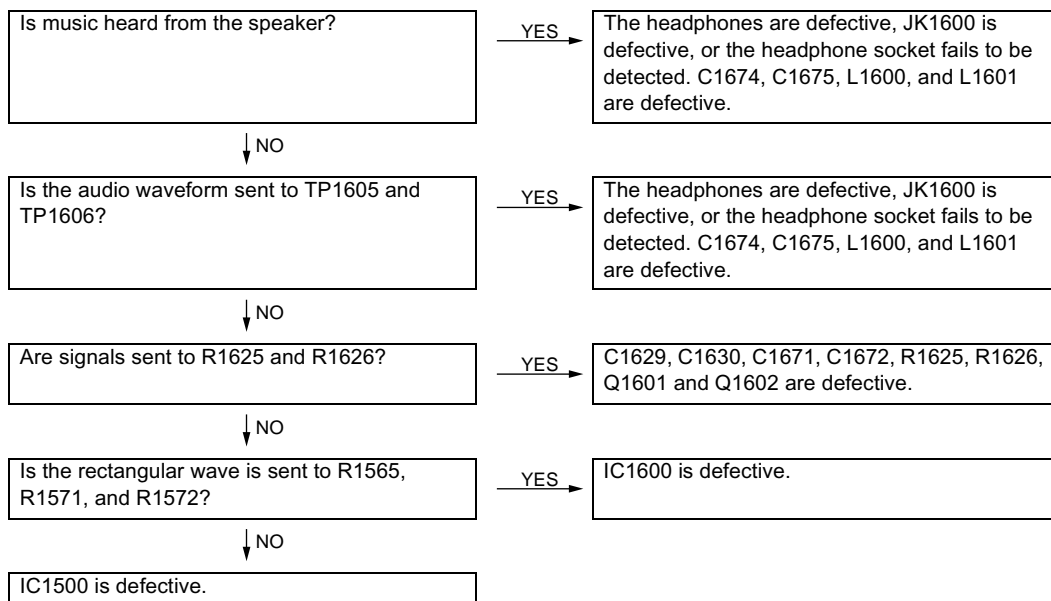 Is music heard from the speaker?
YES
The headphones are defective, JK1600 is
defective, or the headphone socket fails to be
detected. C1674, C1675, L1600, and L1601
are defective.
NO
Is the audio waveform sent to TP1605 and
TP1606?
YES
The headphones are defective, JK1600 is
defective, or the headphone socket fails to be
detected. C1674, C1675, L1600, and L1601
are defective.
NO
Are signals sent to R1625 and R1626?
YES
C1629, C1630, C1671, C1672, R1625, R1626,
Q1601 and Q1602 are defective.
NO
Is the rectangular wave is sent to R1565,
R1571, and R1572?
YES
IC1600 is defective.
NO
IC1500 is defective.